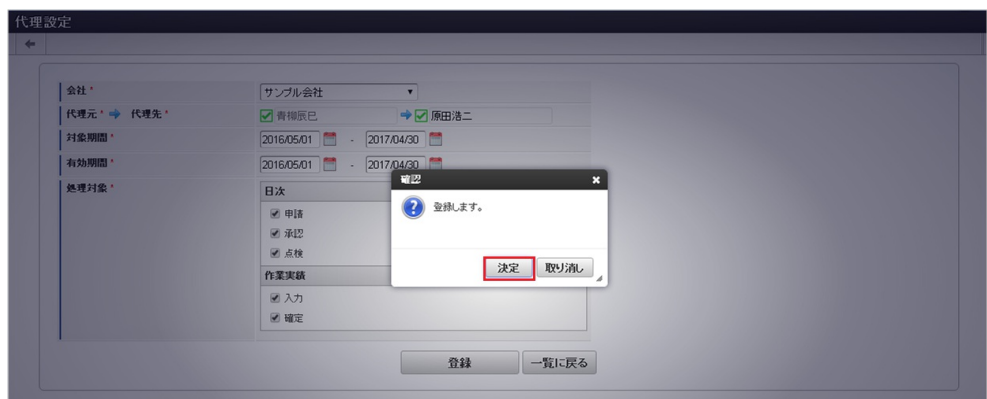 代理設定
会社 * サンプル会社
代理元 * 代理先 * 青柳辰巳 原田浩二
対象期間 * 2016/05/01 - 2017/04/30
有効期間 * 2016/05/01 - 2017/04/30
処理対象 * 日次
申請
承認
点検
作業実績
入力
確定
確認
登録します。
決定 取り消し
登録 一覧に戻る